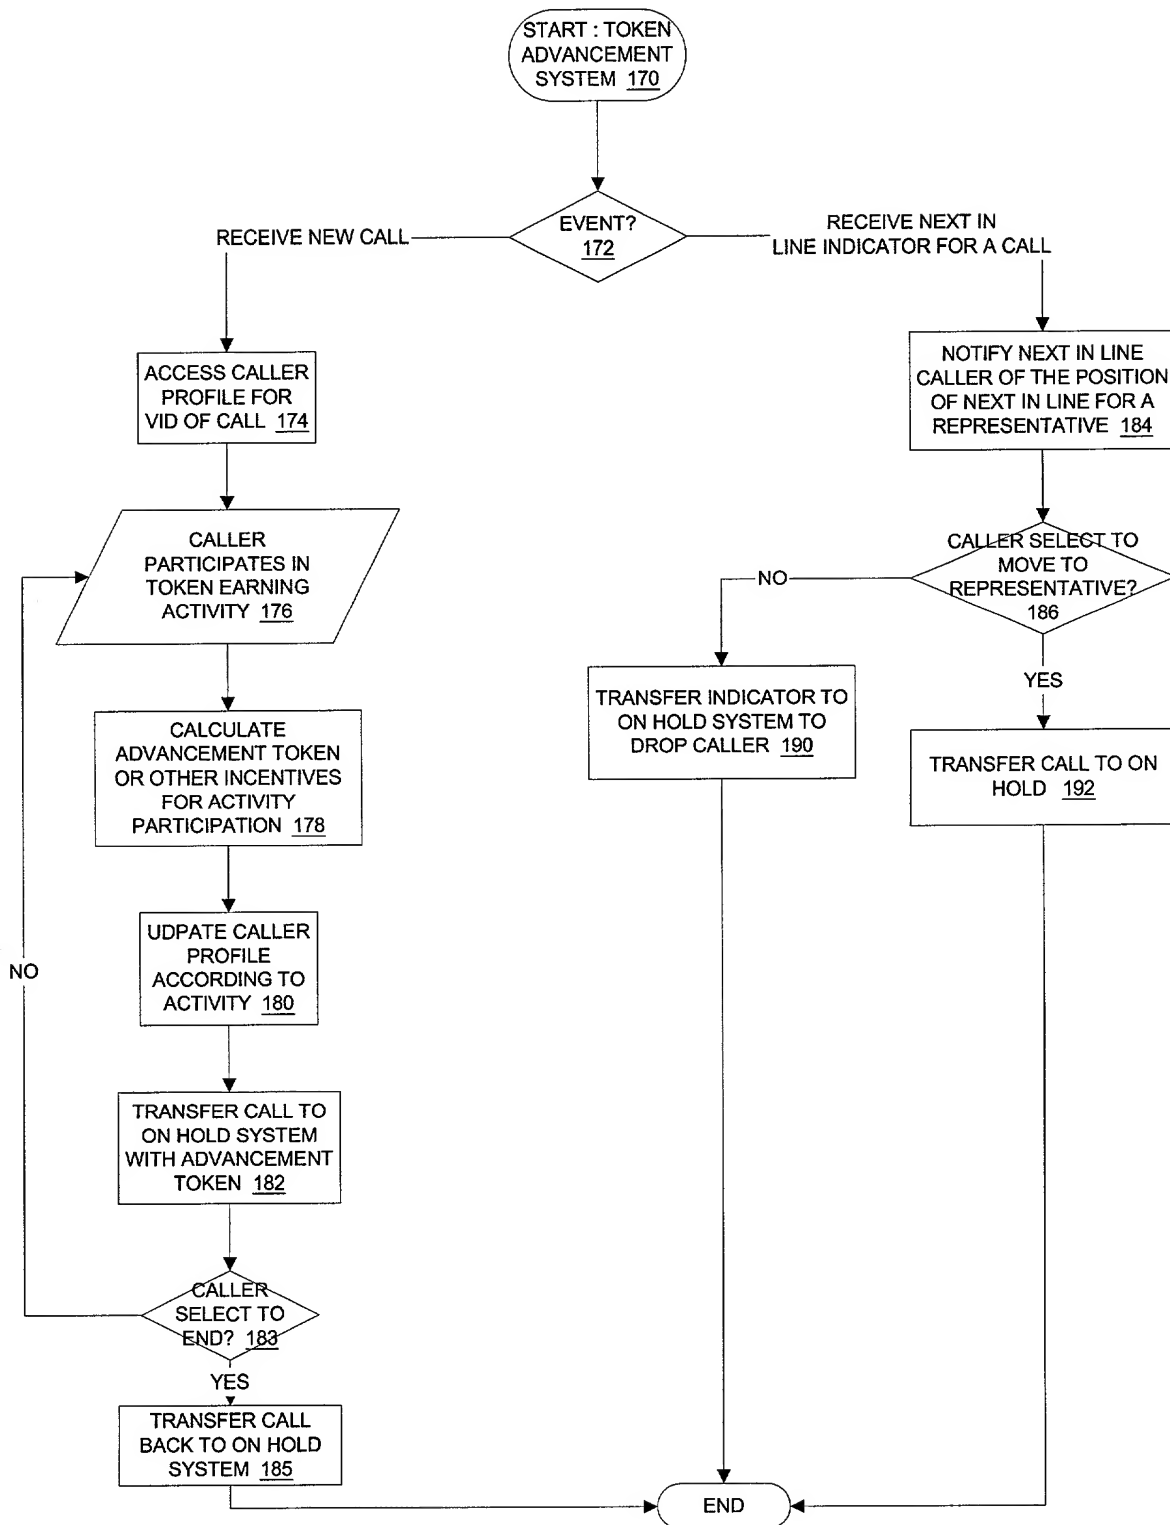 START : TOKEN
ADVANCEMENT
SYSTEM 170
EVENT?
172
RECEIVE NEW CALL
RECEIVE NEXT IN
LINE INDICATOR FOR A CALL
ACCESS CALLER
PROFILE FOR
VID OF CALL 174
CALLER
PARTICIPATES IN
TOKEN EARNING
ACTIVITY 176
CALCULATE
ADVANCEMENT TOKEN
OR OTHER INCENTIVES
FOR ACTIVITY
PARTICIPATION 178
UDPATE CALLER
PROFILE
ACCORDING TO
ACTIVITY 180
NO
TRANSFER CALL TO
ON HOLD SYSTEM
WITH ADVANCEMENT
TOKEN 182
CALLER
SELECT TO
END? 183
YES
TRANSFER CALL
BACK TO ON HOLD
SYSTEM 185
NOTIFY NEXT IN LINE
CALLER OF THE POSITION
OF NEXT IN LINE FOR A
REPRESENTATIVE 184
CALLER SELECT TO
MOVE TO
REPRESENTATIVE?
186
NO
TRANSFER INDICATOR TO
ON HOLD SYSTEM TO
DROP CALLER 190
YES
TRANSFER CALL TO ON
HOLD 192
END